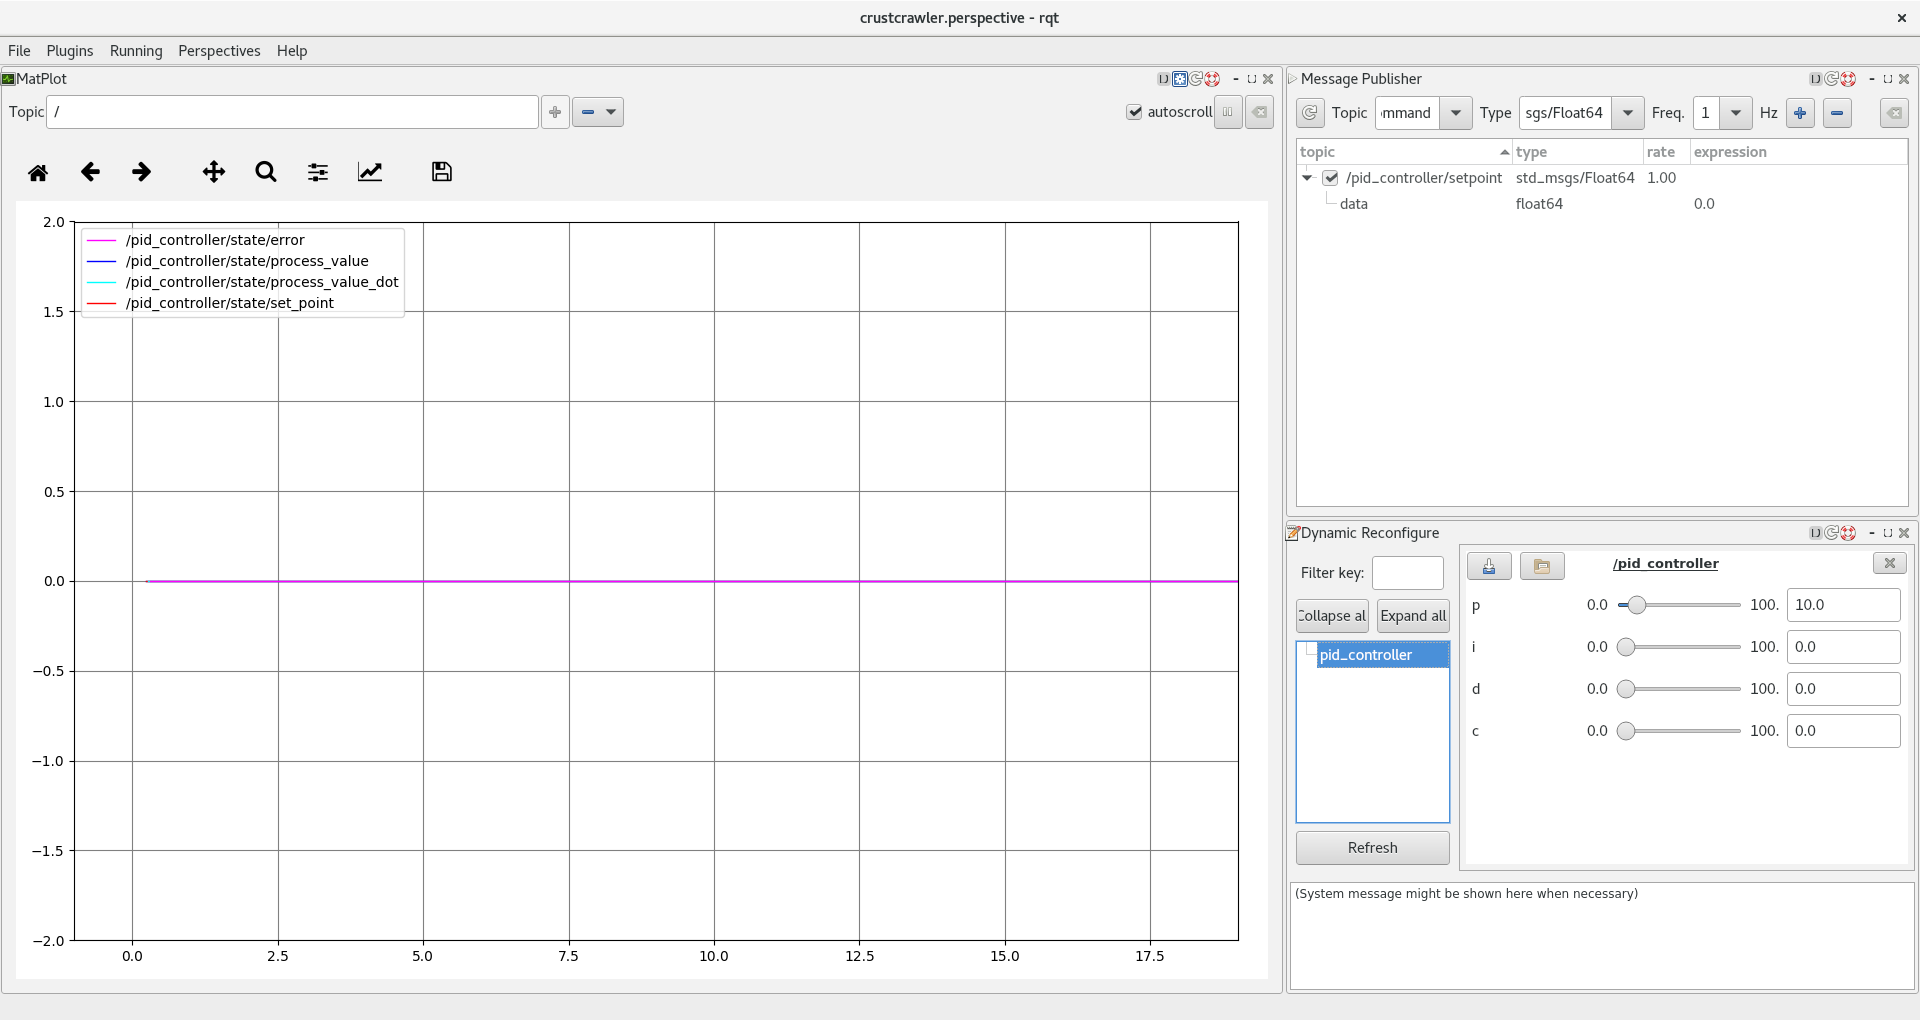 crustcrawler.perspective - rqt
File Plugins Running Perspectives Help
MatPlot
Topic /
autoscroll
/pid_controller/state/error
/pid_controller/state/process_value
/pid_controller/state/process_value_dot
/pid_controller/state/set_point
2.0
1.5
1.0
0.5
0.0
−0.5
−1.0
−1.5
−2.0
0.0 2.5 5.0 7.5 10.0 12.5 15.0 17.5
Message Publisher
Topic mmand Type sgs/Float64 Freq. 1 Hz
topic type rate expression
/pid_controller/setpoint std_msgs/Float64 1.00
data float64 0.0
Dynamic Reconfigure
Filter key:
Collapse al Expand all
pid_controller
Refresh
/pid_controller
p 0.0 100. 10.0
i 0.0 100. 0.0
d 0.0 100. 0.0
c 0.0 100. 0.0
(System message might be shown here when necessary)